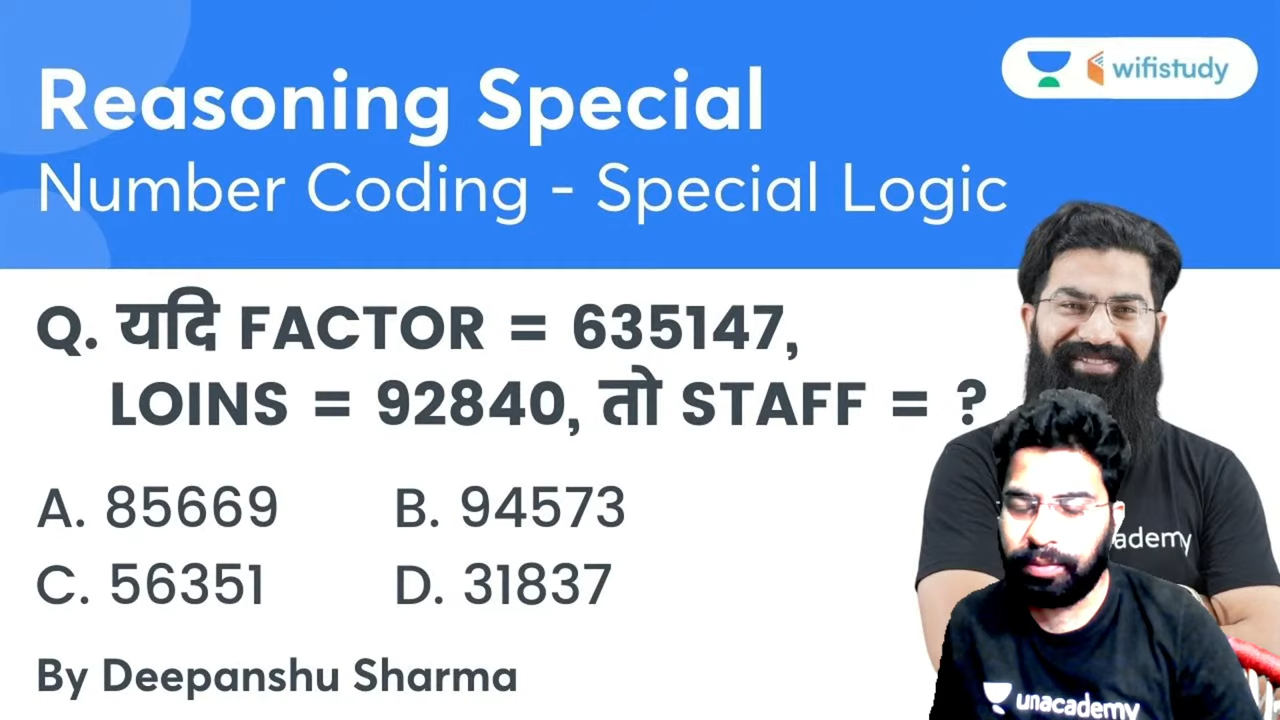 wifistudy
Reasoning Special
Number Coding - Special Logic
Q. यदि FACTOR = 635147,
LOINS = 92840, तो STAFF = ?
A. 85669 B. 94573
C. 56351 D. 31837
ademy
By Deepanshu Sharma
unacademy